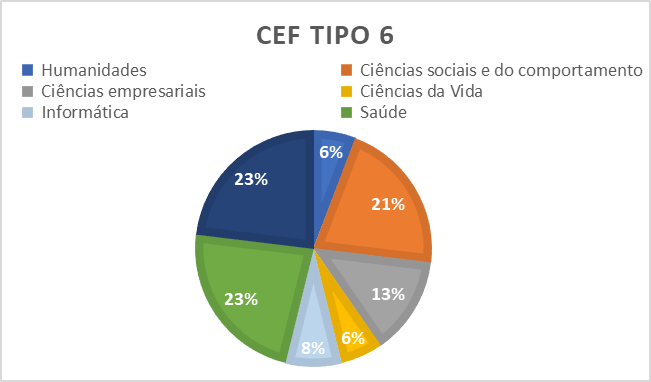 CEF TIPO 6
Humanidades Ciências sociais e do comportamento
Ciências empresariais Ciências da Vida
Informática Saúde
6%
21%
13%
6%
8%
23%
23%